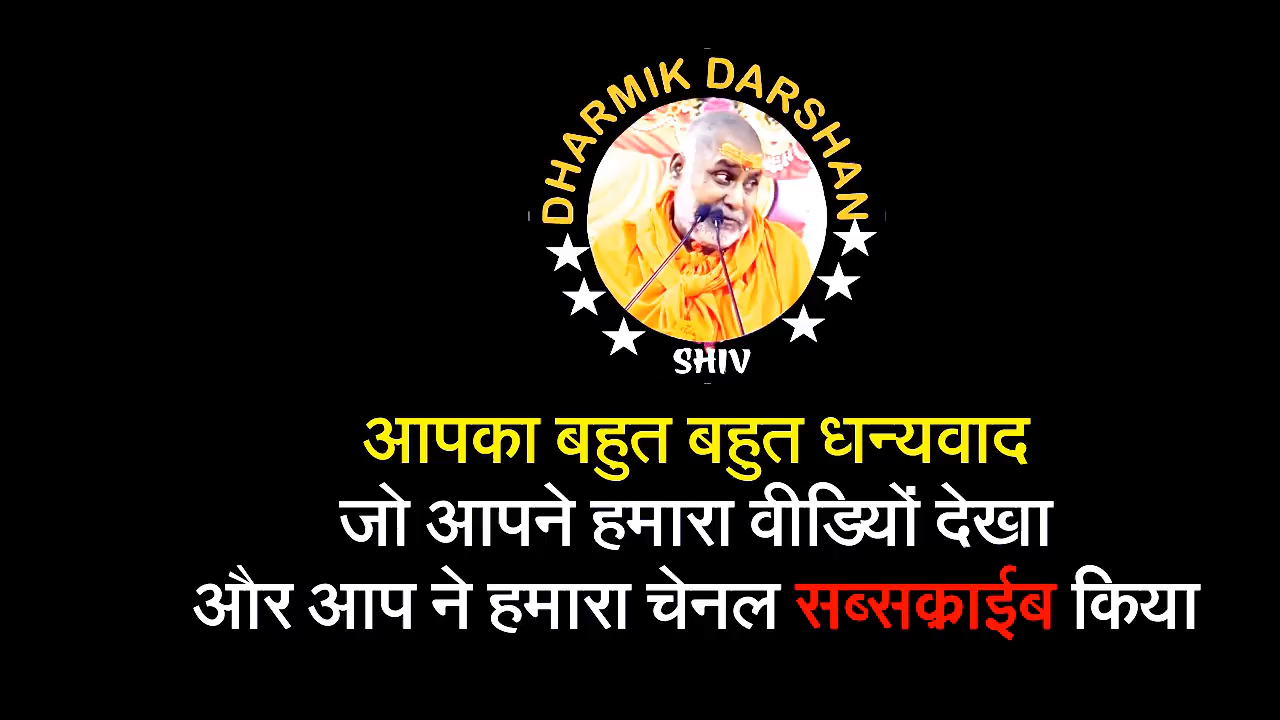 DHARMIK DARSHAN
SHIV
आपका बहुत बहुत धन्यवाद
जो आपने हमारा वीडियों देखा
और आप ने हमारा चेनल सब्सक्राईब किया